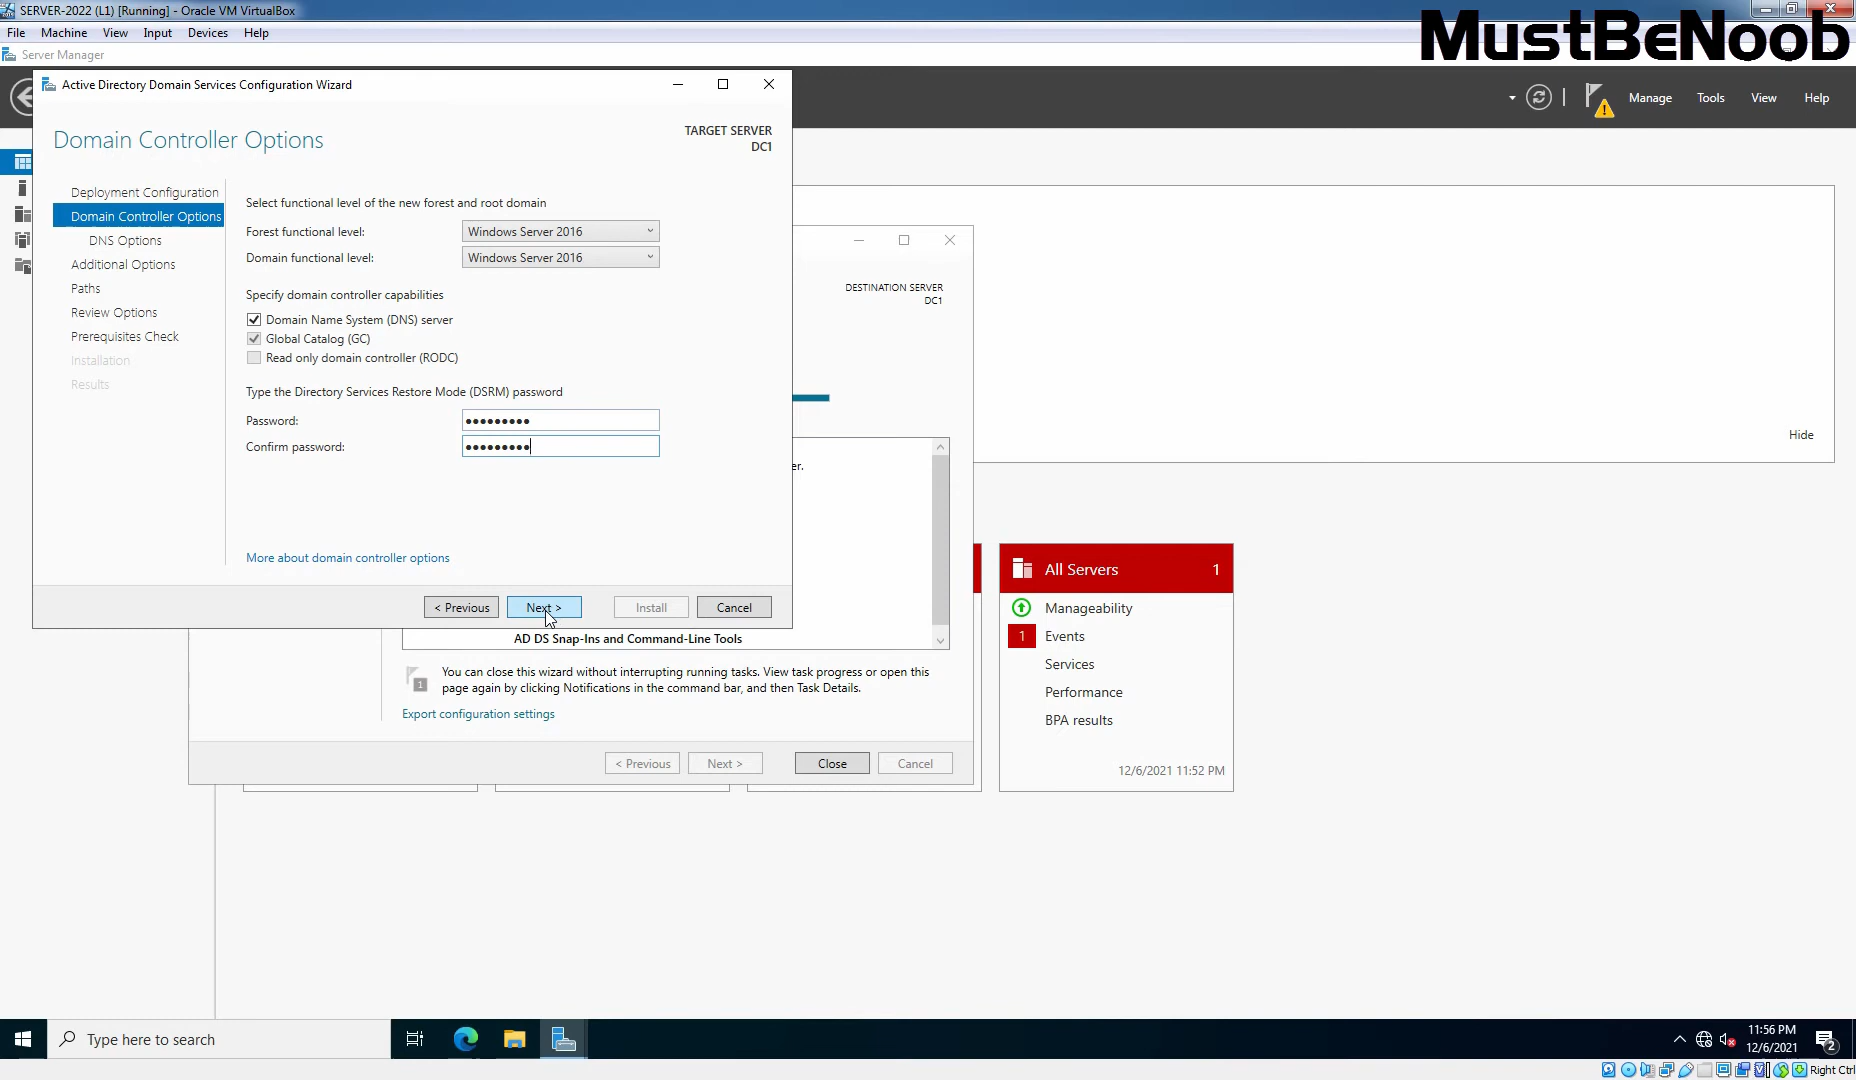 SERVER-2022 (L1) [Running] - Oracle VM VirtualBox
File Machine View Input Devices Help
MustBeNoob
Server Manager
Active Directory Domain Services Configuration Wizard
Manage Tools View Help
Domain Controller Options
TARGET SERVER
DC1
Deployment Configuration
Domain Controller Options
DNS Options
Additional Options
Paths
Review Options
Prerequisites Check
Installation
Results
Select functional level of the new forest and root domain
Forest functional level: Windows Server 2016
Domain functional level: Windows Server 2016
Specify domain controller capabilities
Domain Name System (DNS) server
Global Catalog (GC)
Read only domain controller (RODC)
Type the Directory Services Restore Mode (DSRM) password
Password: •••••••••
Confirm password: •••••••••
More about domain controller options
< Previous Next > Install Cancel
DESTINATION SERVER
DC1
er.
Hide
AD DS Snap-Ins and Command-Line Tools
1
You can close this wizard without interrupting running tasks. View task progress or open this
page again by clicking Notifications in the command bar, and then Task Details.
Export configuration settings
< Previous Next > Close Cancel
All Servers 1
Manageability
1 Events
Services
Performance
BPA results
12/6/2021 11:52 PM
Type here to search
11:56 PM
12/6/2021
2
Right Ctrl